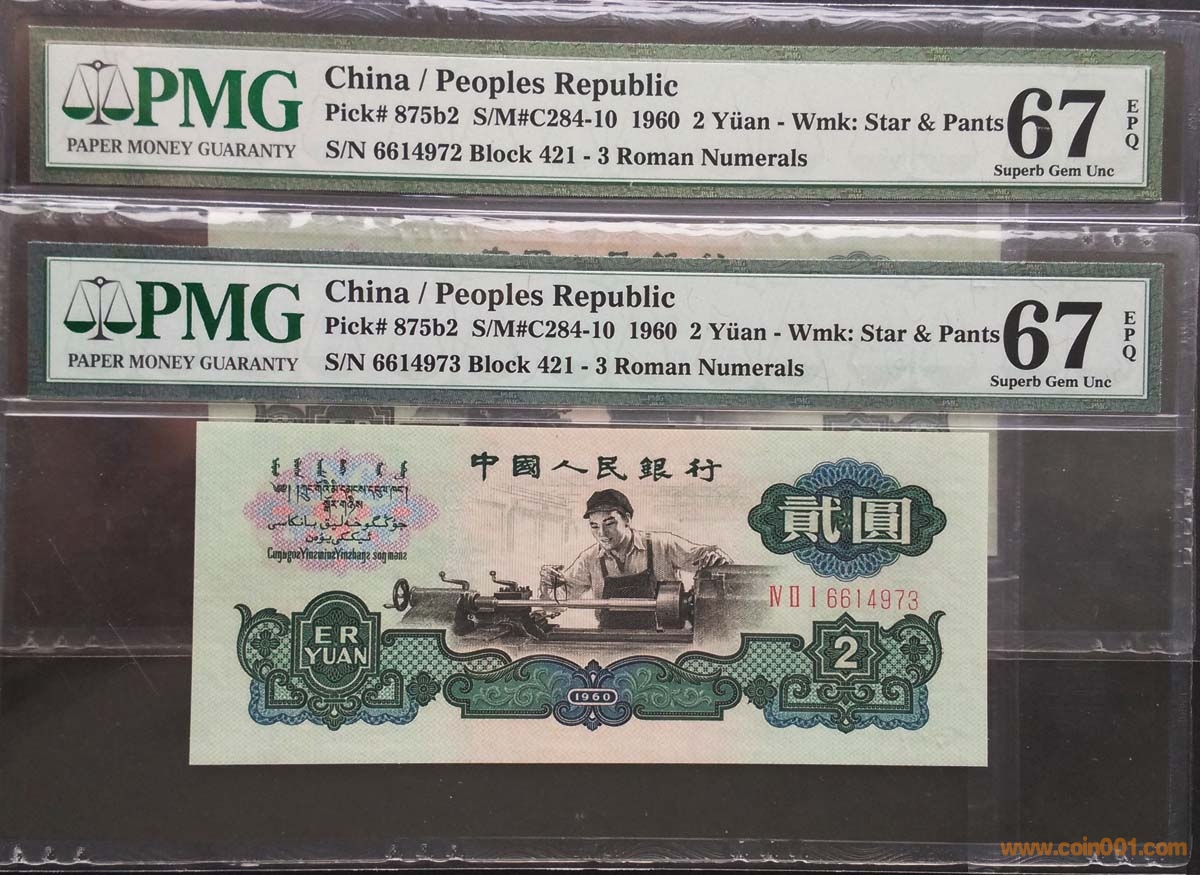 PMG
PAPER MONEY GUARANTY
China / Peoples Republic
Pick# 875b2 S/M#C284-10 1960 2 Yüan - Wmk: Star & Pants
S/N 6614972 Block 421 - 3 Roman Numerals
67
EPQ
Superb Gem Unc
PMG
PAPER MONEY GUARANTY
China / Peoples Republic
Pick# 875b2 S/M#C284-10 1960 2 Yüan - Wmk: Star & Pants
S/N 6614973 Block 421 - 3 Roman Numerals
67
EPQ
Superb Gem Unc
中國人民銀行
貳圓
IV II I 6614973
ER
YUAN
1960
2
www.coin001.com